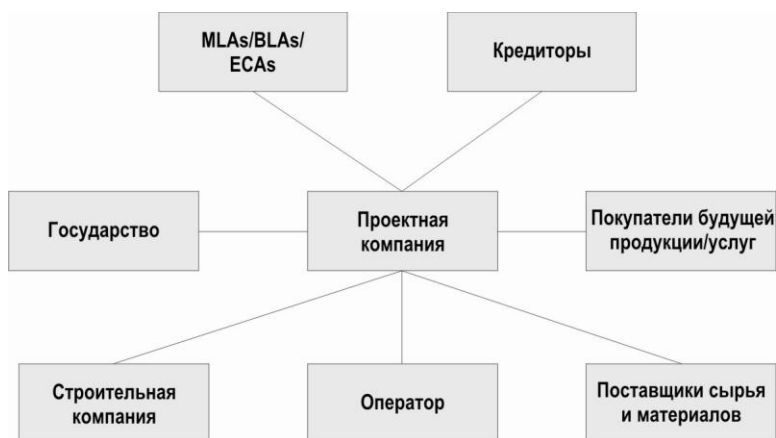 MLAs/BLAs/
ECAs
Кредиторы
Государство
Проектная
компания
Покупатели будущей
продукции/услуг
Строительная
компания
Оператор
Поставщики сырья
и материалов